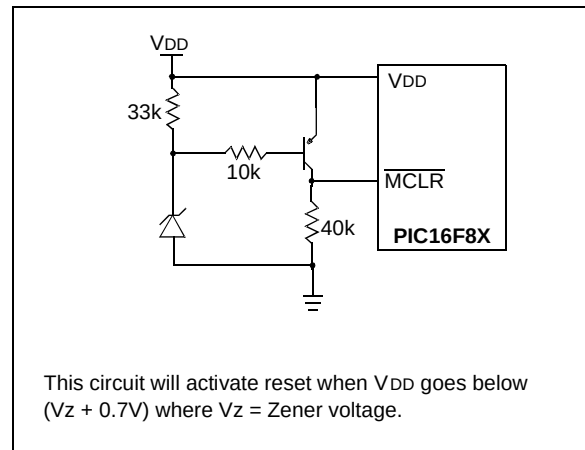 VDD
VDD
33k
10k
MCLR
40k
PIC16F8X
This circuit will activate reset when VDD goes below
(Vz + 0.7V) where Vz = Zener voltage.